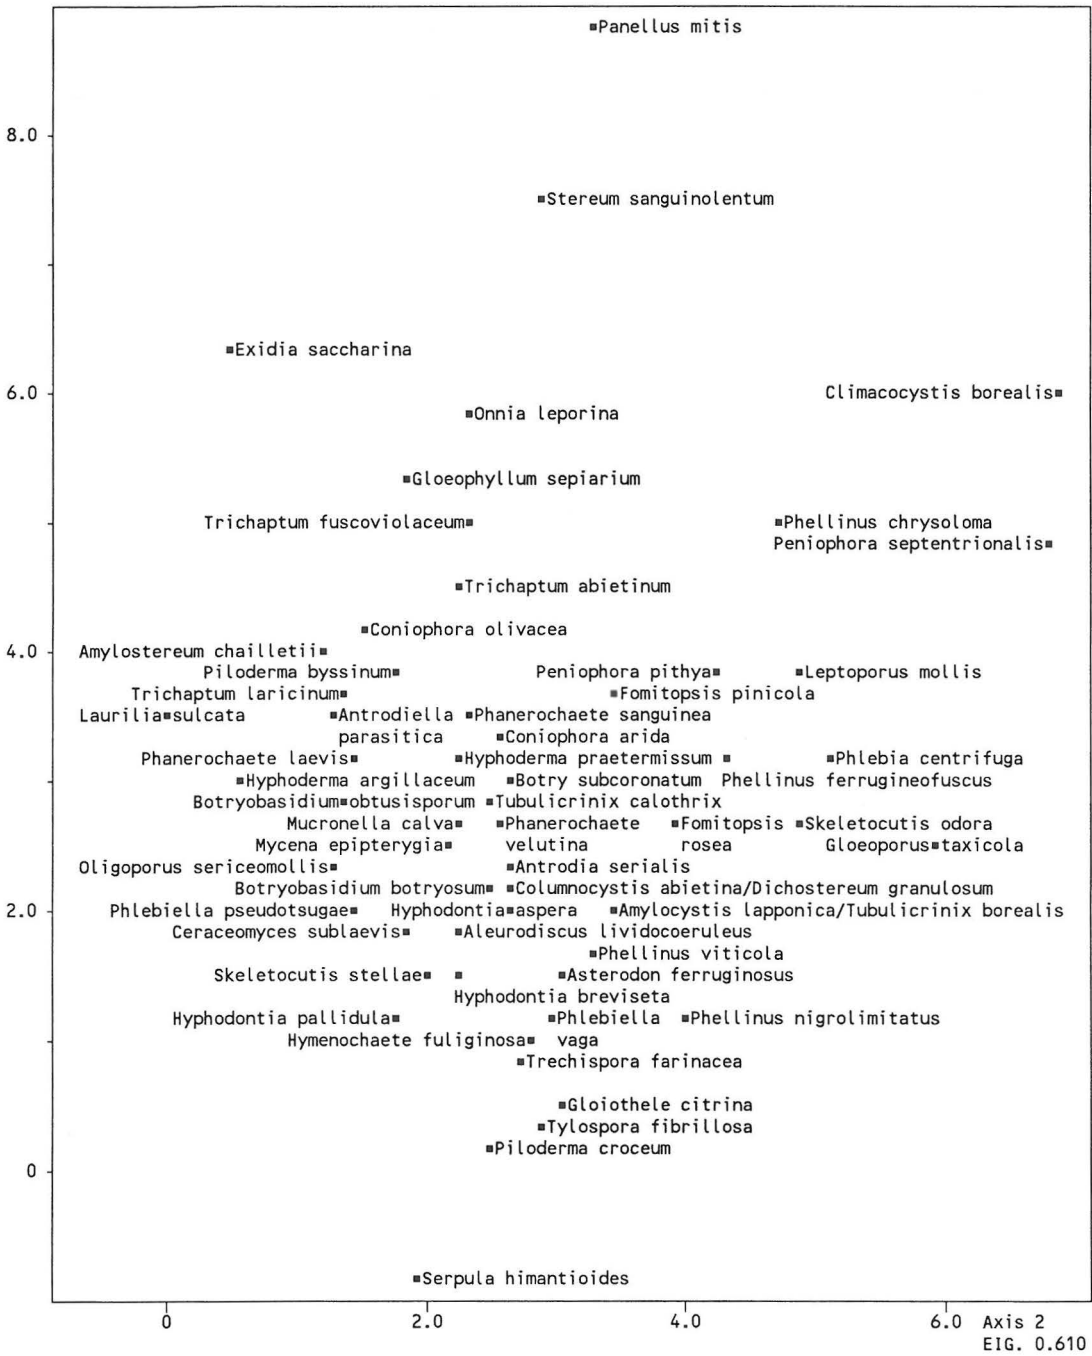 Panellus mitis
8.0
Stereum sanguinolentum
Exidia saccharina
6.0 Climacocystis borealis
Onnia leporina
Gloeophyllum sepiarium
Trichaptum fuscoviolaceum Phellinus chrysoloma
Peniophora septentrionalis
Trichaptum abietinum
Coniophora olivacea
4.0 Amylostereum chailletii
Piloderma byssinum Peniophora pithya Leptoporus mollis
Trichaptum laricinum Fomitopsis pinicola
Laurilia sulcata Antrodiella Phanerochaete sanguinea
parasitica Coniophora arida
Phanerochaete laevis Hyphoderma praetermissum Phlebia centrifuga
Hyphoderma argillaceum Botry subcoronatum Phellinus ferrugineofuscus
Botryobasidium obtusisporum Tubulicrinix calothrix
Mucronella calva Phanerochaete Fomitopsis Skeletocutis odora
Mycena epipterygia velutina rosea Gloeoporus taxicola
Oligoporus sericeomollis Antrodia serialis
Botryobasidium botryosum Columnocystis abietina/Dichostereum granulosum
2.0 Phlebiella pseudotsugae Hyphodontia aspera Amylocystis lapponica/Tubulicrinix borealis
Ceraceomyces sublaevis Aleurodiscus lividocoeruleus
Phellinus viticola
Skeletocutis stellae Asterodon ferruginosus
Hyphodontia breviseta
Hyphodontia pallidula Phlebiella Phellinus nigrolimitatus
Hymenochaete fuliginosa vaga
Trechispora farinacea
Gloiothele citrina
Tylospora fibrillosa
Piloderma croceum
0
Serpula himantioides
0 2.0 4.0 6.0 Axis 2
EIG. 0.610